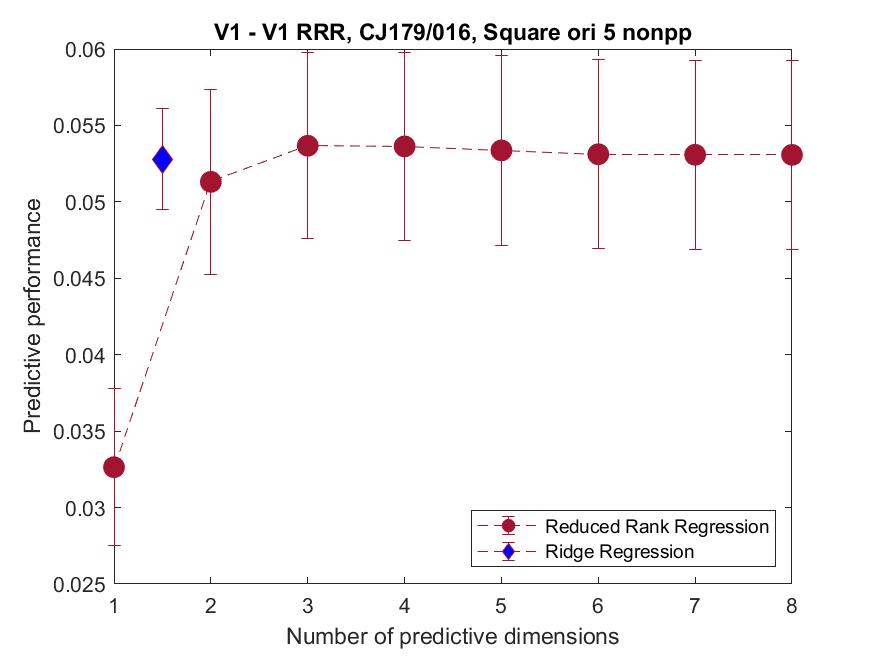 V1 - V1 RRR, CJ179/016, Square ori 5 nonpp
0.06
0.055
0.05
0.045
0.04
0.035
0.03
0.025
Predictive performance
Reduced Rank Regression
Ridge Regression
1 2 3 4 5 6 7 8
Number of predictive dimensions